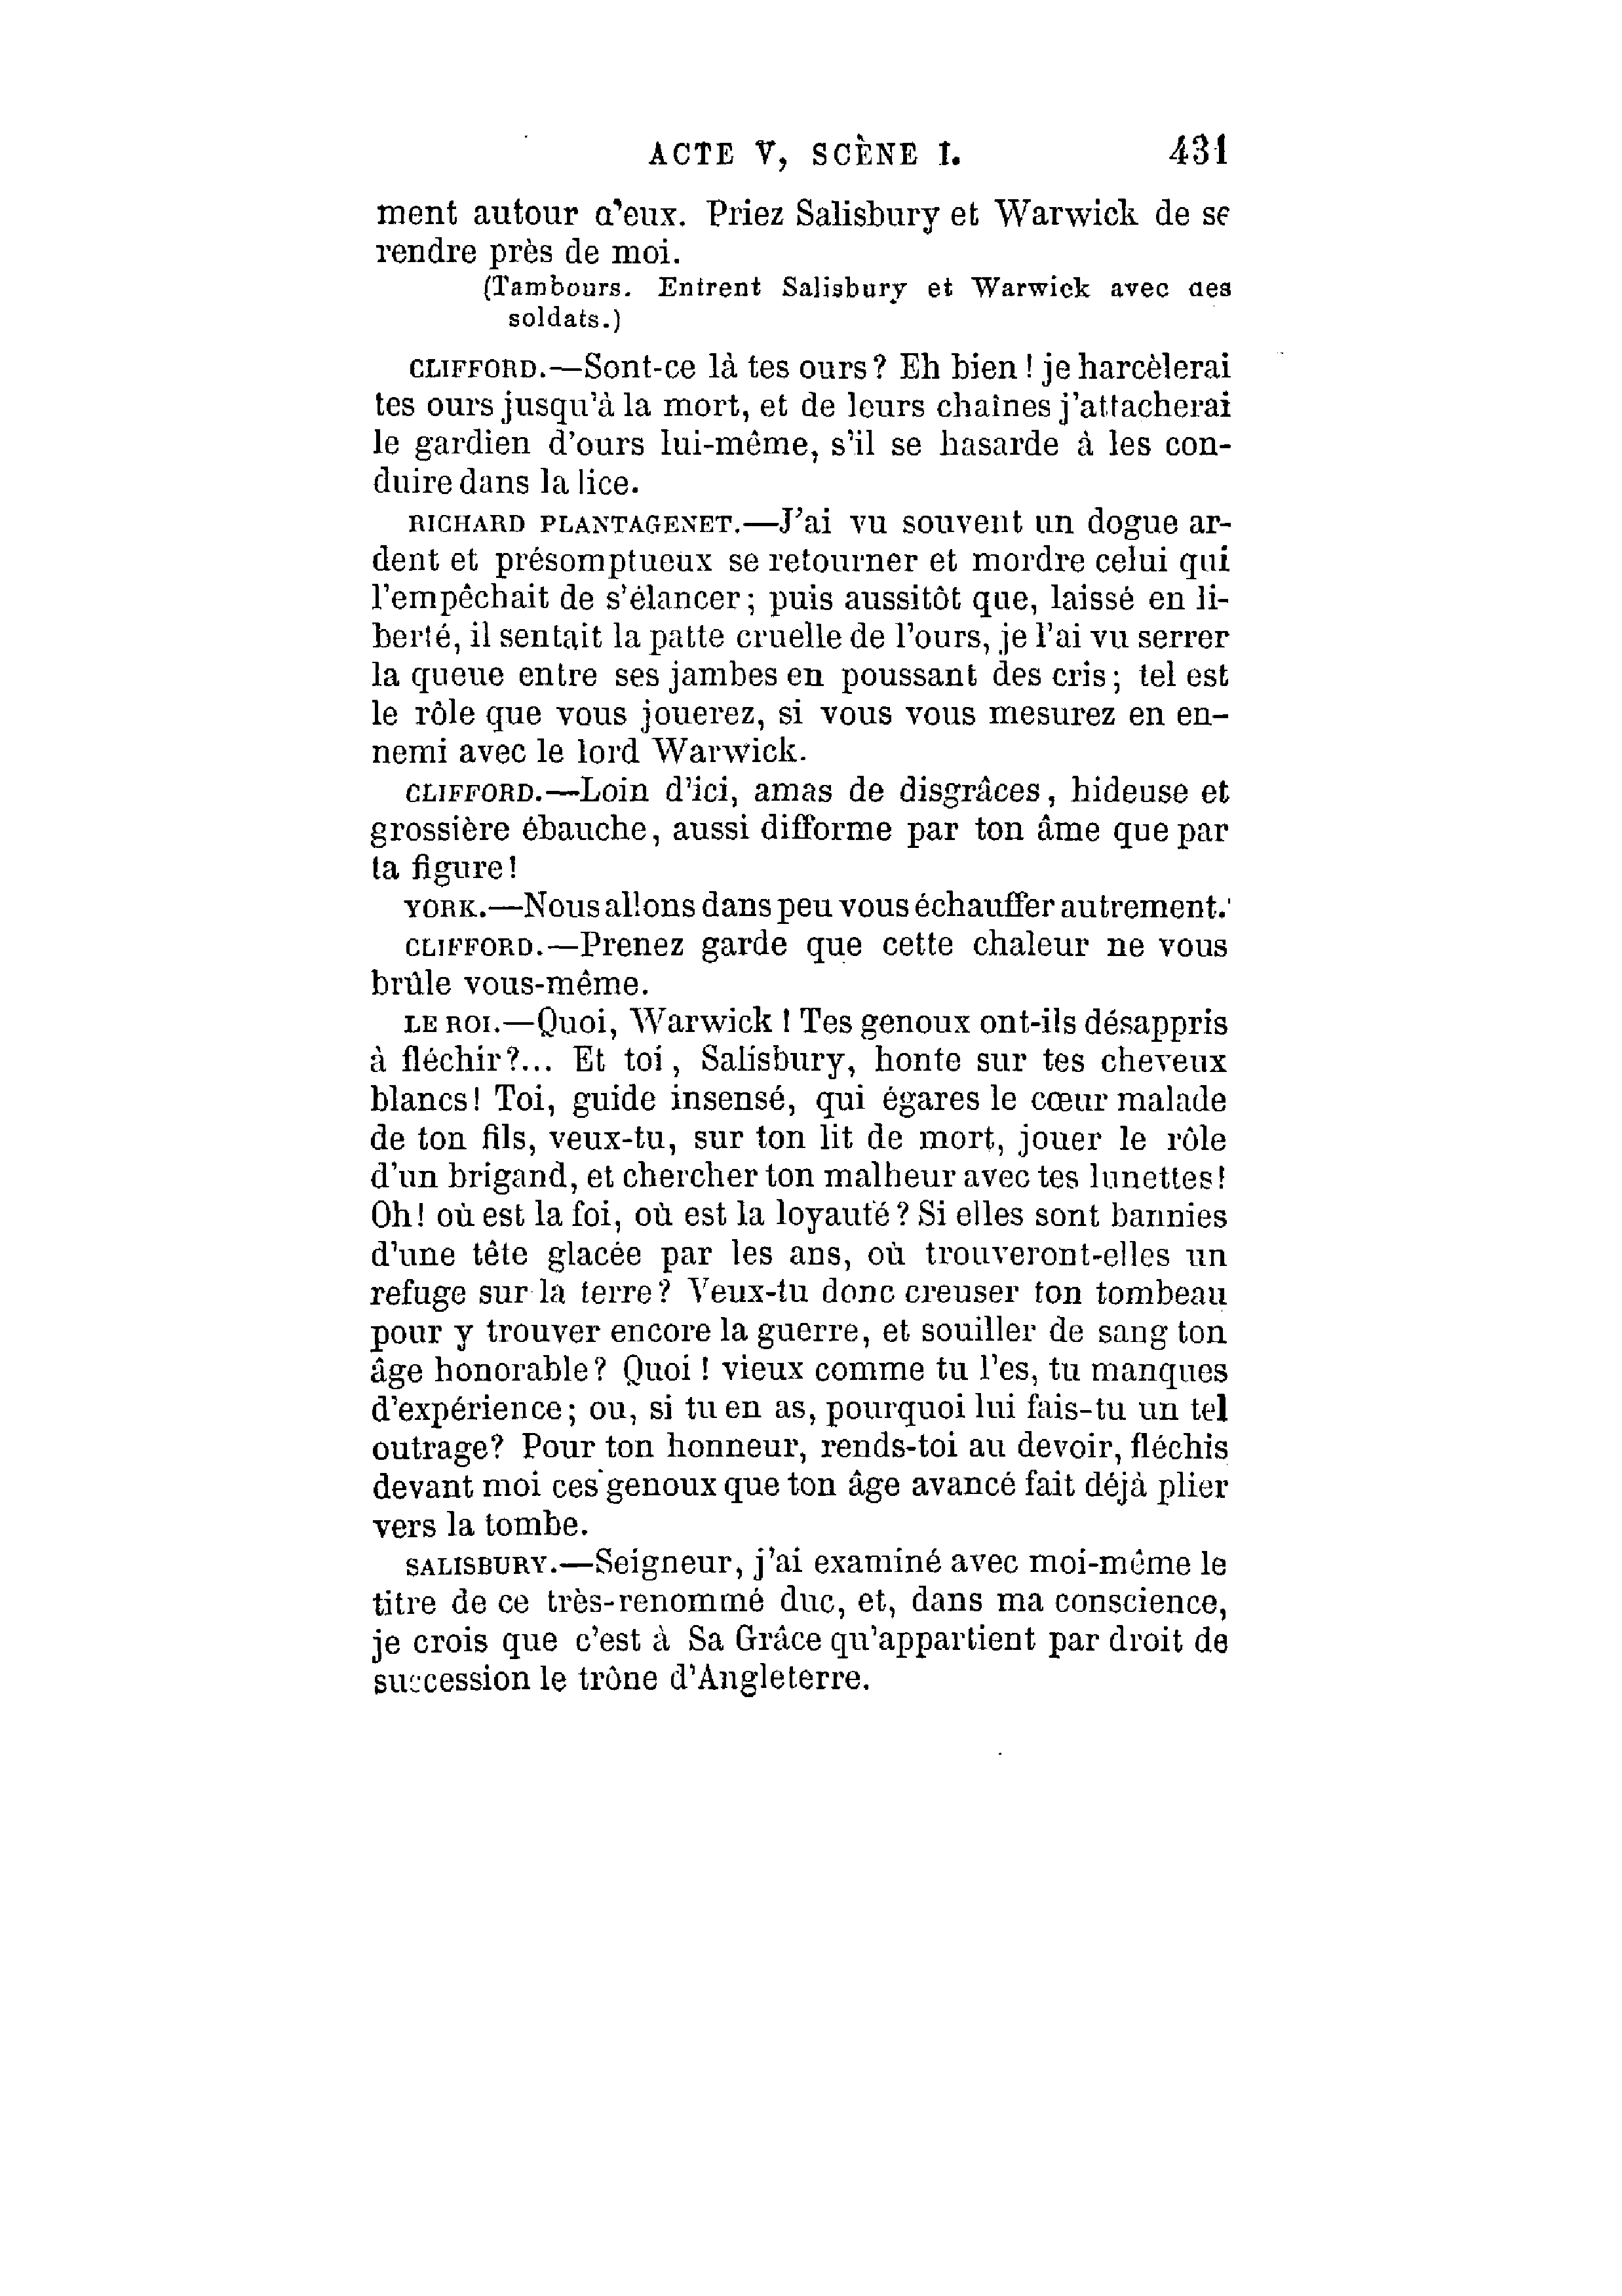 ACTE V, SCÈNE I. 431
ment autour d'eux. Priez Salisbury et Warwick de se
rendre près de moi.
(Tambours. Entrent Salisbury et Warwick avec des
soldats.)
CLIFFORD.—Sont-ce là tes ours? Eh bien! je harcèlerai
tes ours jusqu'à la mort, et de leurs chaînes j'attacherai
le gardien d'ours lui-même, s'il se hasarde à les con-
duire dans la lice.
RICHARD PLANTAGENET.—J'ai vu souvent un dogue ar-
dent et présomptueux se retourner et mordre celui qui
l'empêchait de s'élancer; puis aussitôt que, laissé en li-
berté, il sentait la patte cruelle de l'ours, je l'ai vu serrer
la queue entre ses jambes en poussant des cris; tel est
le rôle que vous jouerez, si vous vous mesurez en en-
nemi avec le lord Warwick.
CLIFFORD.—Loin d'ici, amas de disgrâces, hideuse et
grossière ébauche, aussi difforme par ton âme que par
ta figure!
YORK.—Nous allons dans peu vous échauffer autrement.
CLIFFORD.—Prenez garde que cette chaleur ne vous
brûle vous-même.
LE ROI.—Quoi, Warwick! Tes genoux ont-ils désappris
à fléchir?... Et toi, Salisbury, honte sur tes cheveux
blancs! Toi, guide insensé, qui égares le cœur malade
de ton fils, veux-tu, sur ton lit de mort, jouer le rôle
d'un brigand, et chercher ton malheur avec tes lunettes!
Oh! où est la foi, où est la loyauté? Si elles sont bannies
d'une tête glacée par les ans, où trouveront-elles un
refuge sur la terre? Veux-tu donc creuser ton tombeau
pour y trouver encore la guerre, et souiller de sang ton
âge honorable? Quoi! vieux comme tu l'es, tu manques
d'expérience; ou, si tu en as, pourquoi lui fais-tu un tel
outrage? Pour ton honneur, rends-toi au devoir, fléchis
devant moi ces genoux que ton âge avancé fait déjà plier
vers la tombe.
SALISBURY.—Seigneur, j'ai examiné avec moi-même le
titre de ce très-renommé duc, et, dans ma conscience,
je crois que c'est à Sa Grâce qu'appartient par droit de
succession le trône d'Angleterre.